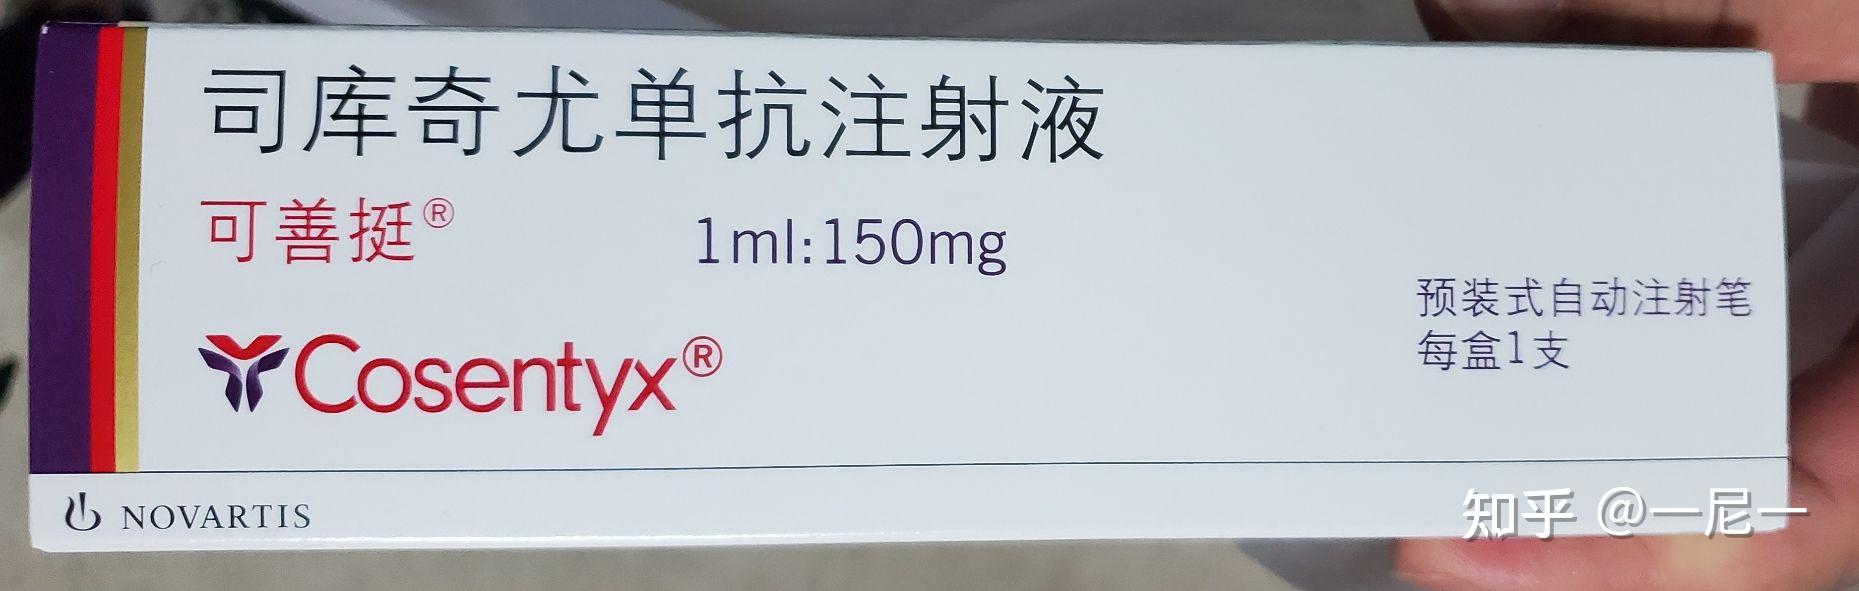 司库奇尤单抗注射液
可善挺®
1ml:150mg
Cosentyx®
预装式自动注射笔
每盒1支
NOVARTIS
知乎 @一尼一